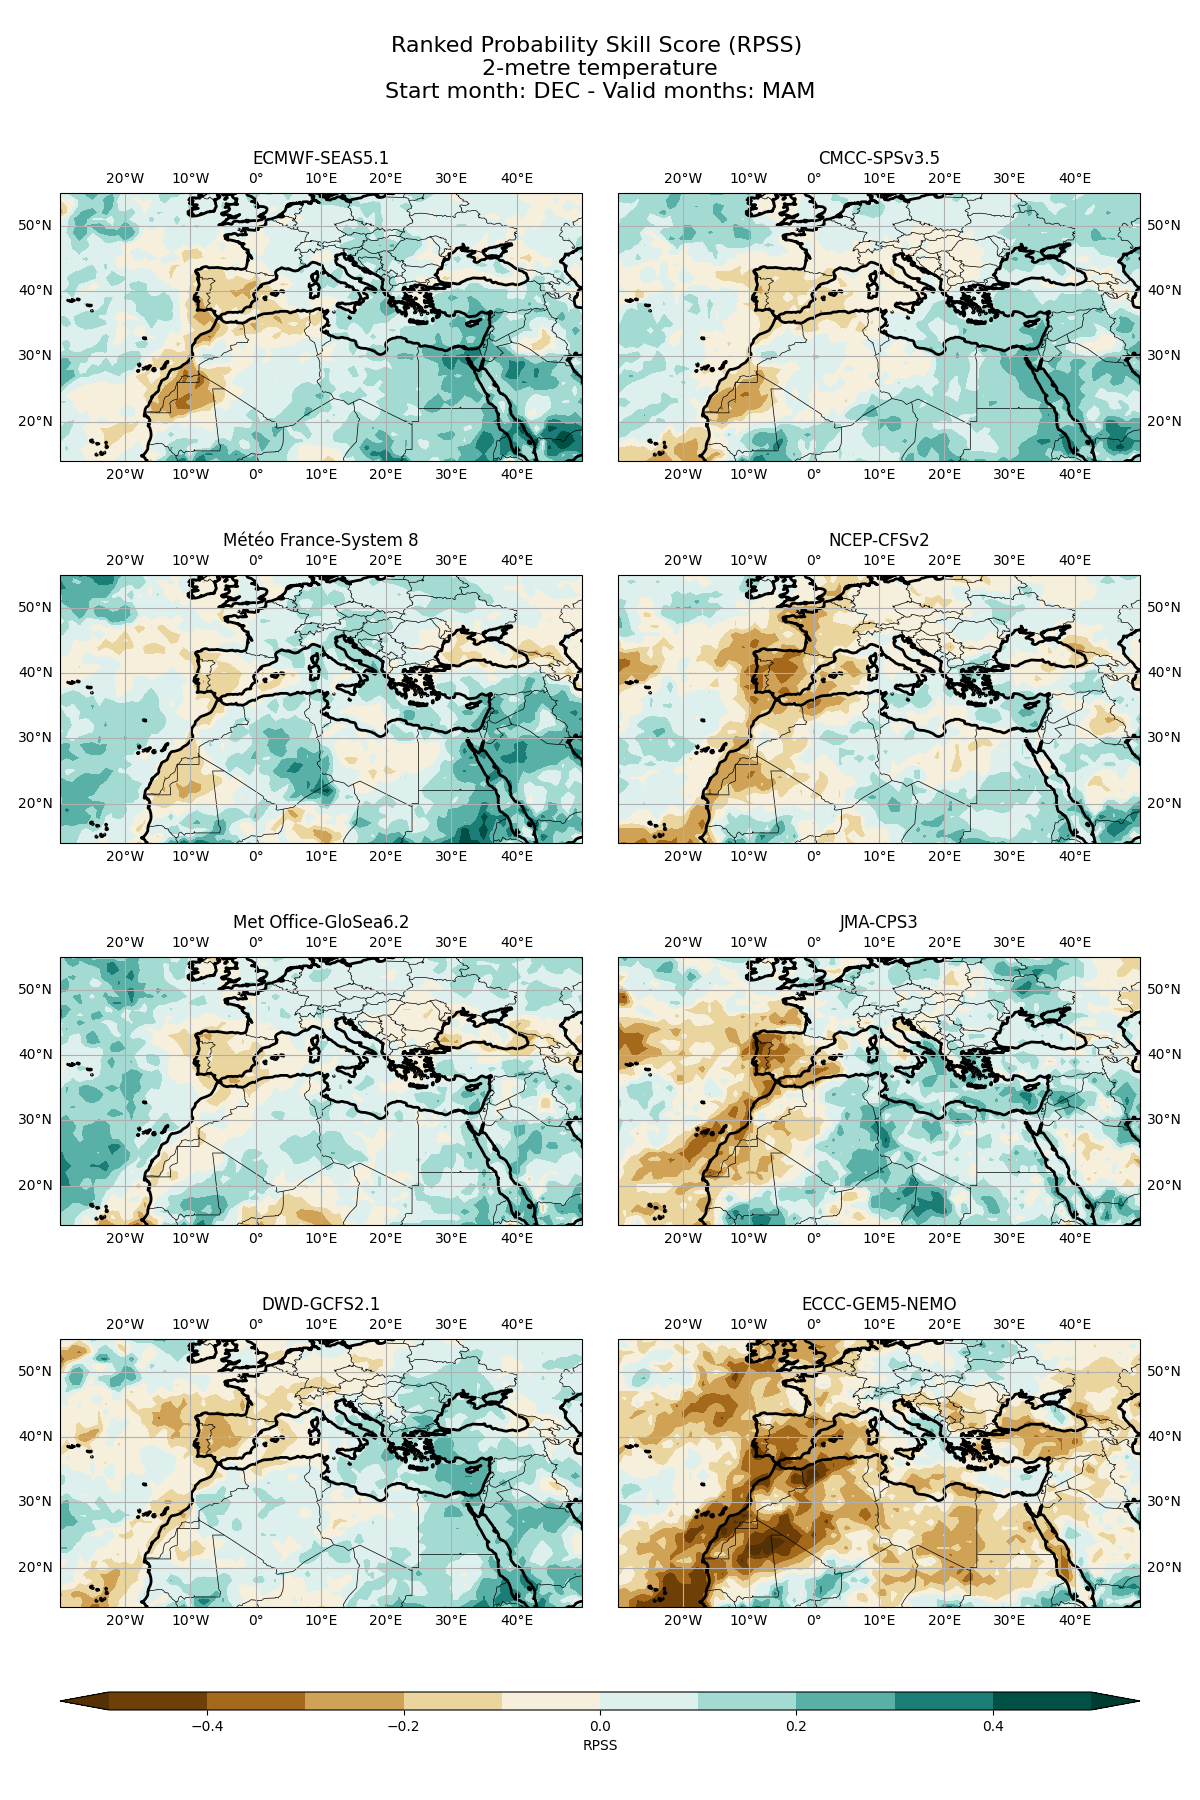 Ranked Probability Skill Score (RPSS)
2-metre temperature
Start month: DEC - Valid months: MAM
ECMWF-SEAS5.1
20°W 10°W 0° 10°E 20°E 30°E 40°E
50°N
40°N
30°N
20°N
20°W 10°W 0° 10°E 20°E 30°E 40°E
CMCC-SPSv3.5
20°W 10°W 0° 10°E 20°E 30°E 40°E
50°N
40°N
30°N
20°N
20°W 10°W 0° 10°E 20°E 30°E 40°E
Météo France-System 8
20°W 10°W 0° 10°E 20°E 30°E 40°E
50°N
40°N
30°N
20°N
20°W 10°W 0° 10°E 20°E 30°E 40°E
NCEP-CFSv2
20°W 10°W 0° 10°E 20°E 30°E 40°E
50°N
40°N
30°N
20°N
20°W 10°W 0° 10°E 20°E 30°E 40°E
Met Office-GloSea6.2
20°W 10°W 0° 10°E 20°E 30°E 40°E
50°N
40°N
30°N
20°N
20°W 10°W 0° 10°E 20°E 30°E 40°E
JMA-CPS3
20°W 10°W 0° 10°E 20°E 30°E 40°E
50°N
40°N
30°N
20°N
20°W 10°W 0° 10°E 20°E 30°E 40°E
DWD-GCFS2.1
20°W 10°W 0° 10°E 20°E 30°E 40°E
50°N
40°N
30°N
20°N
20°W 10°W 0° 10°E 20°E 30°E 40°E
ECCC-GEM5-NEMO
20°W 10°W 0° 10°E 20°E 30°E 40°E
50°N
40°N
30°N
20°N
20°W 10°W 0° 10°E 20°E 30°E 40°E
−0.4 −0.2 0.0 0.2 0.4
RPSS